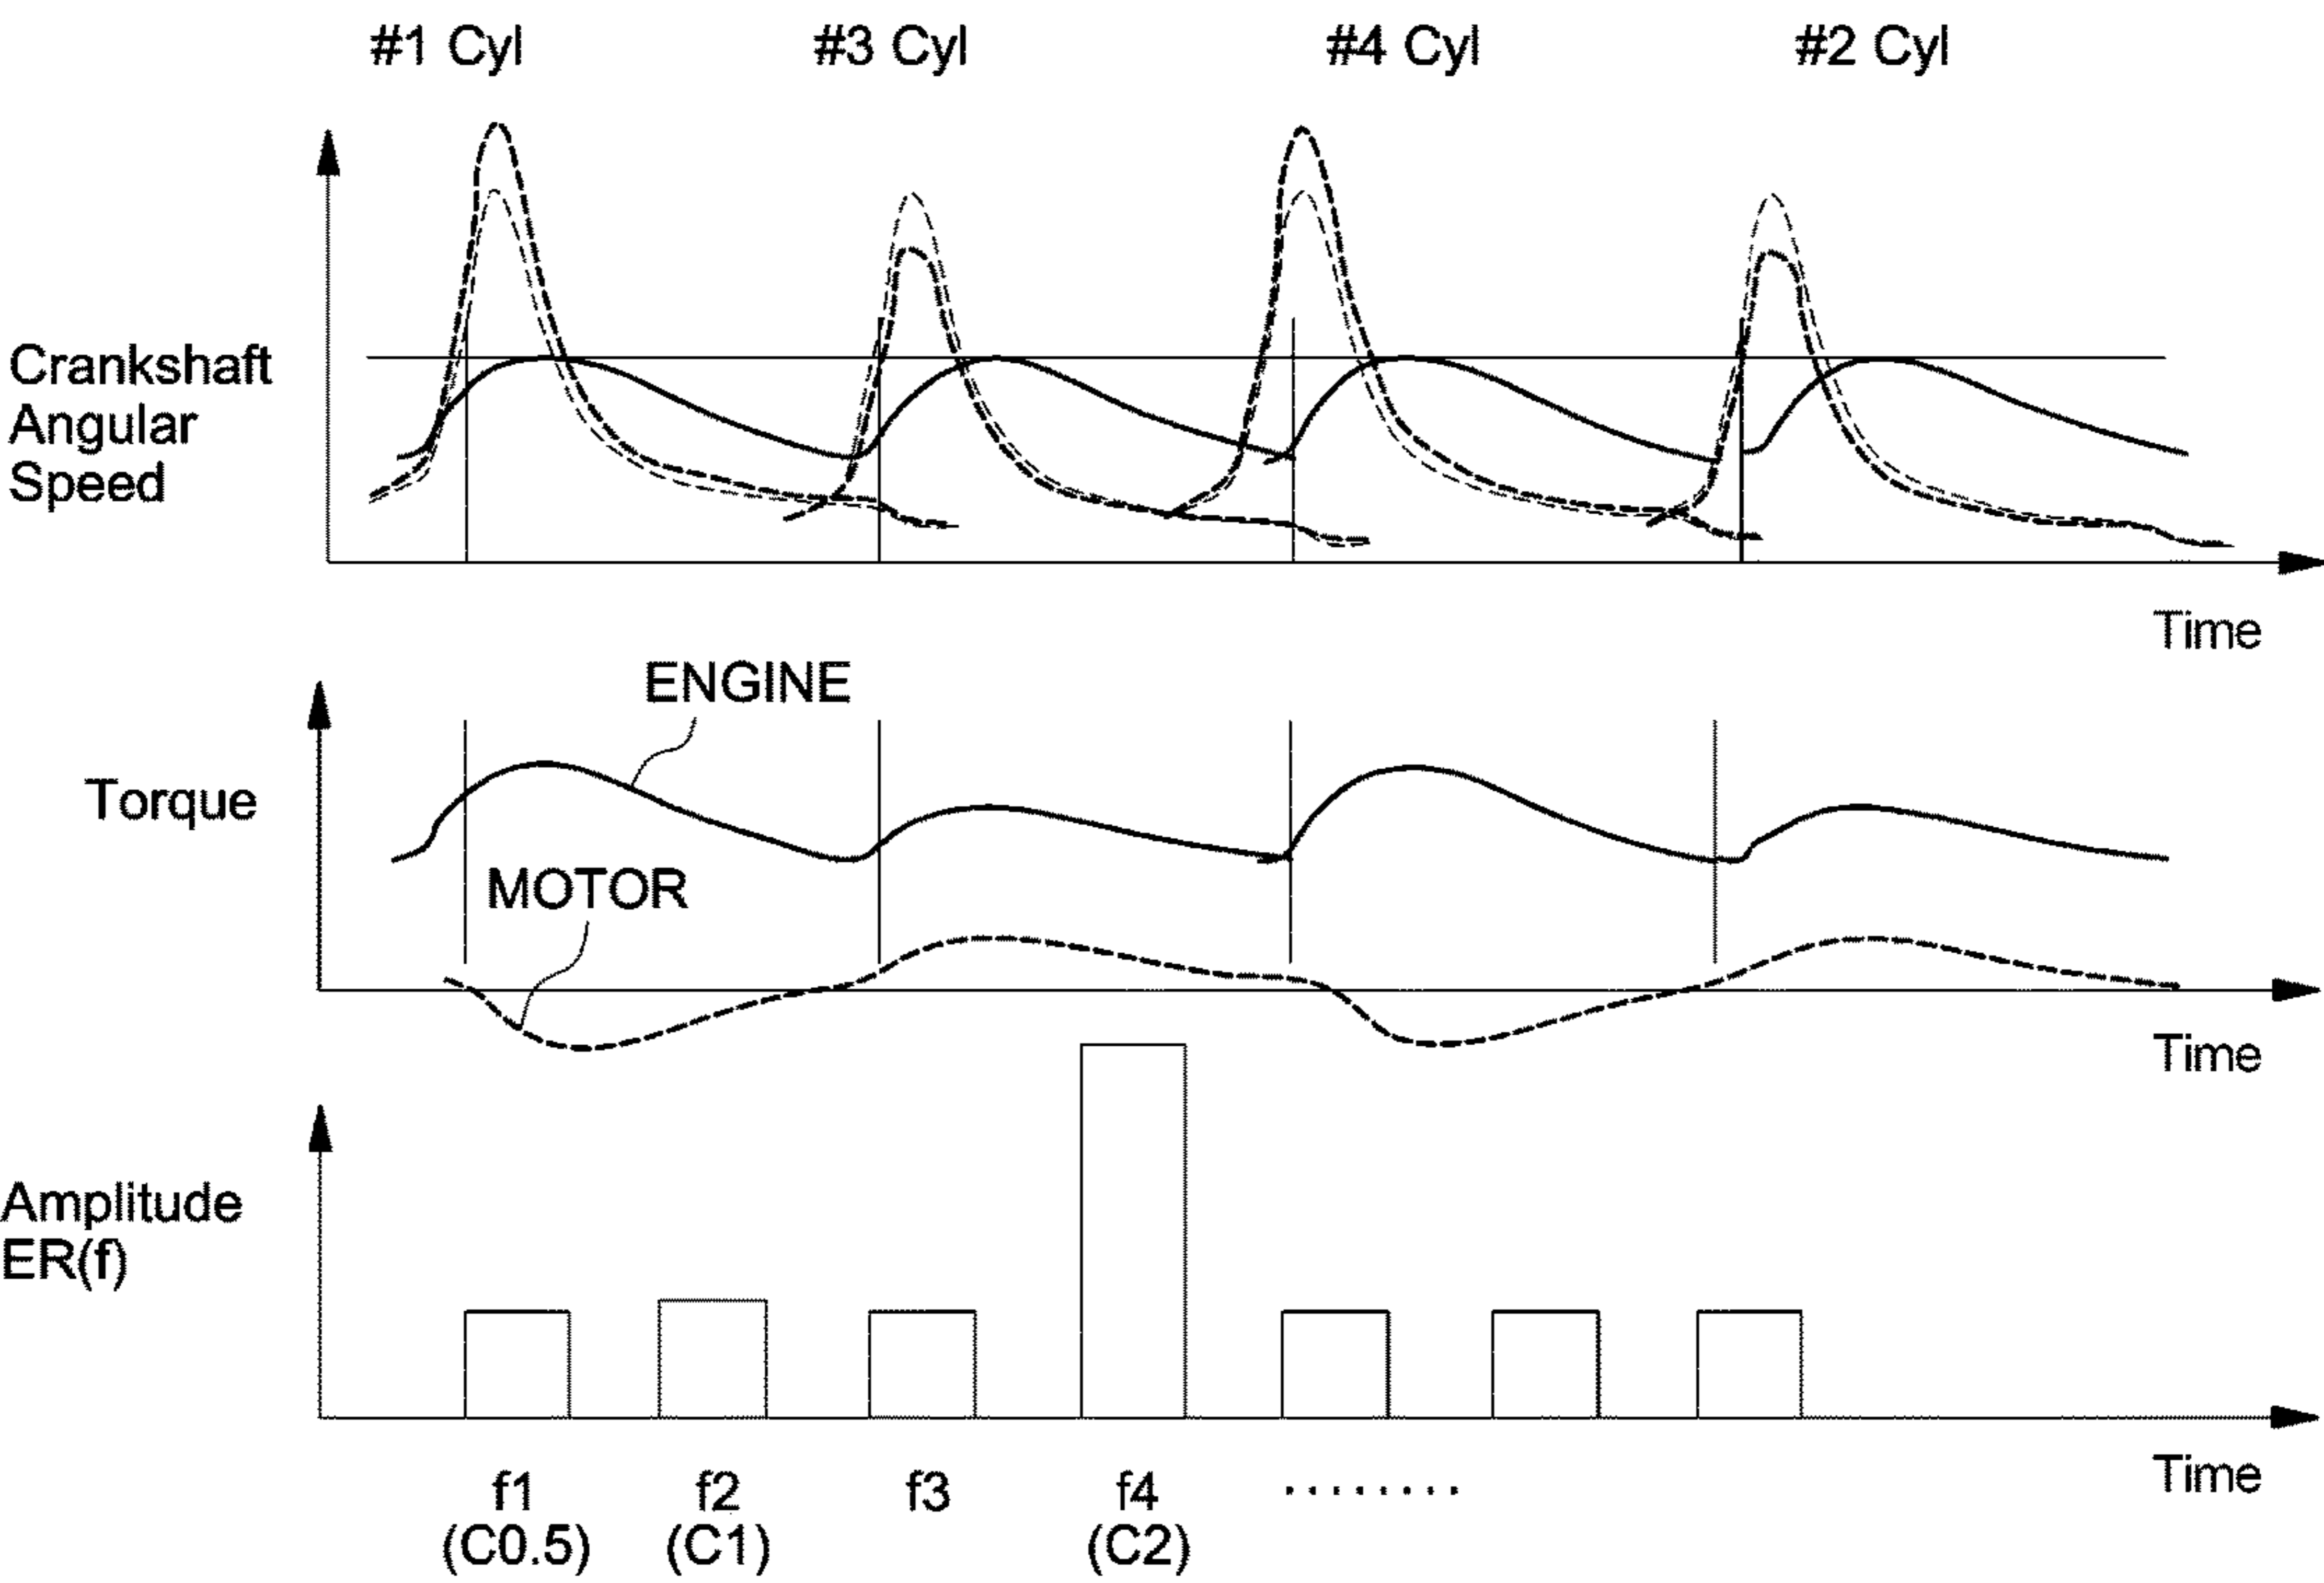 #1 Cyl #3 Cyl #4 Cyl #2 Cyl
Crankshaft
Angular
Speed
Time
ENGINE
Torque
MOTOR
Time
Amplitude
ER(f)
Time
f1 f2 f3 f4 ........
(C0.5) (C1) (C2)